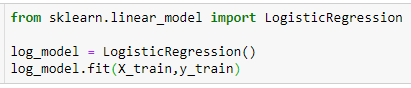 from sklearn.linear_model import LogisticRegression
log_model = LogisticRegression()
log_model.fit(X_train,y_train)